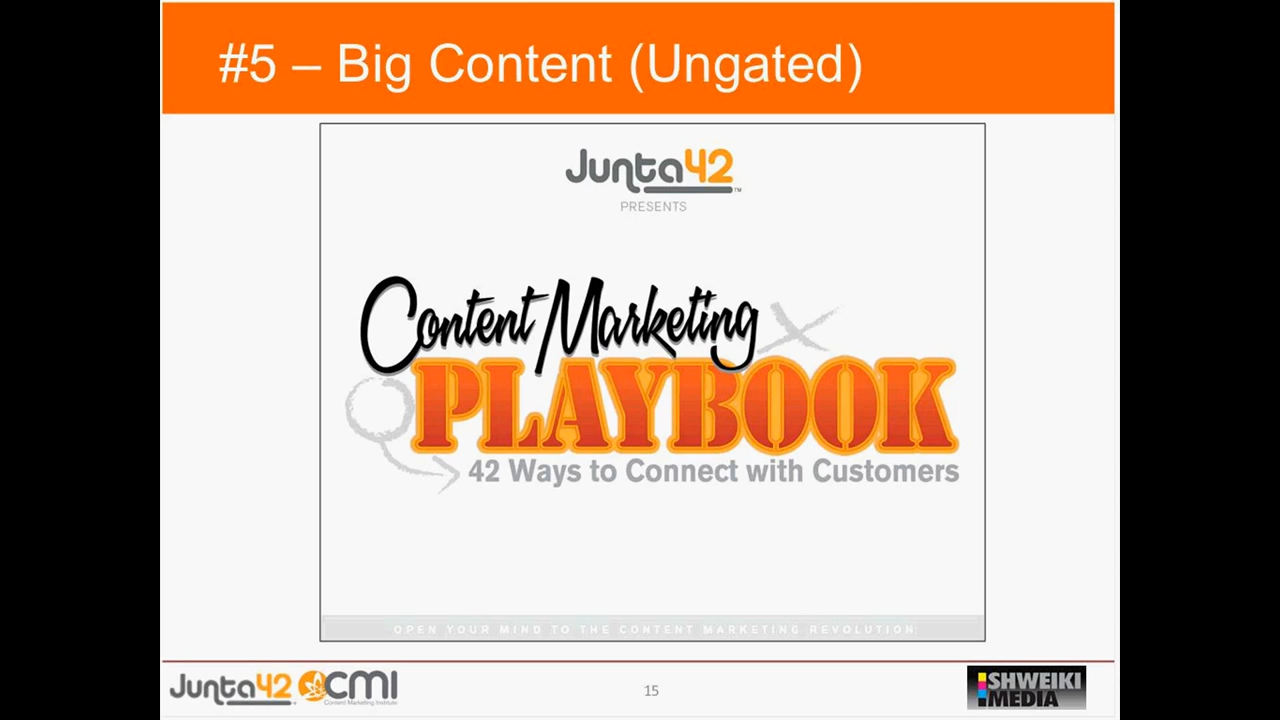 #5 – Big Content (Ungated)
Junta42™
PRESENTS
Content Marketing
PLAYBOOK
42 Ways to Connect with Customers
OPEN YOUR MIND TO THE CONTENT MARKETING REVOLUTION
Junta42 CMI
Content Marketing Institute
15
SHWEIKI
MEDIA